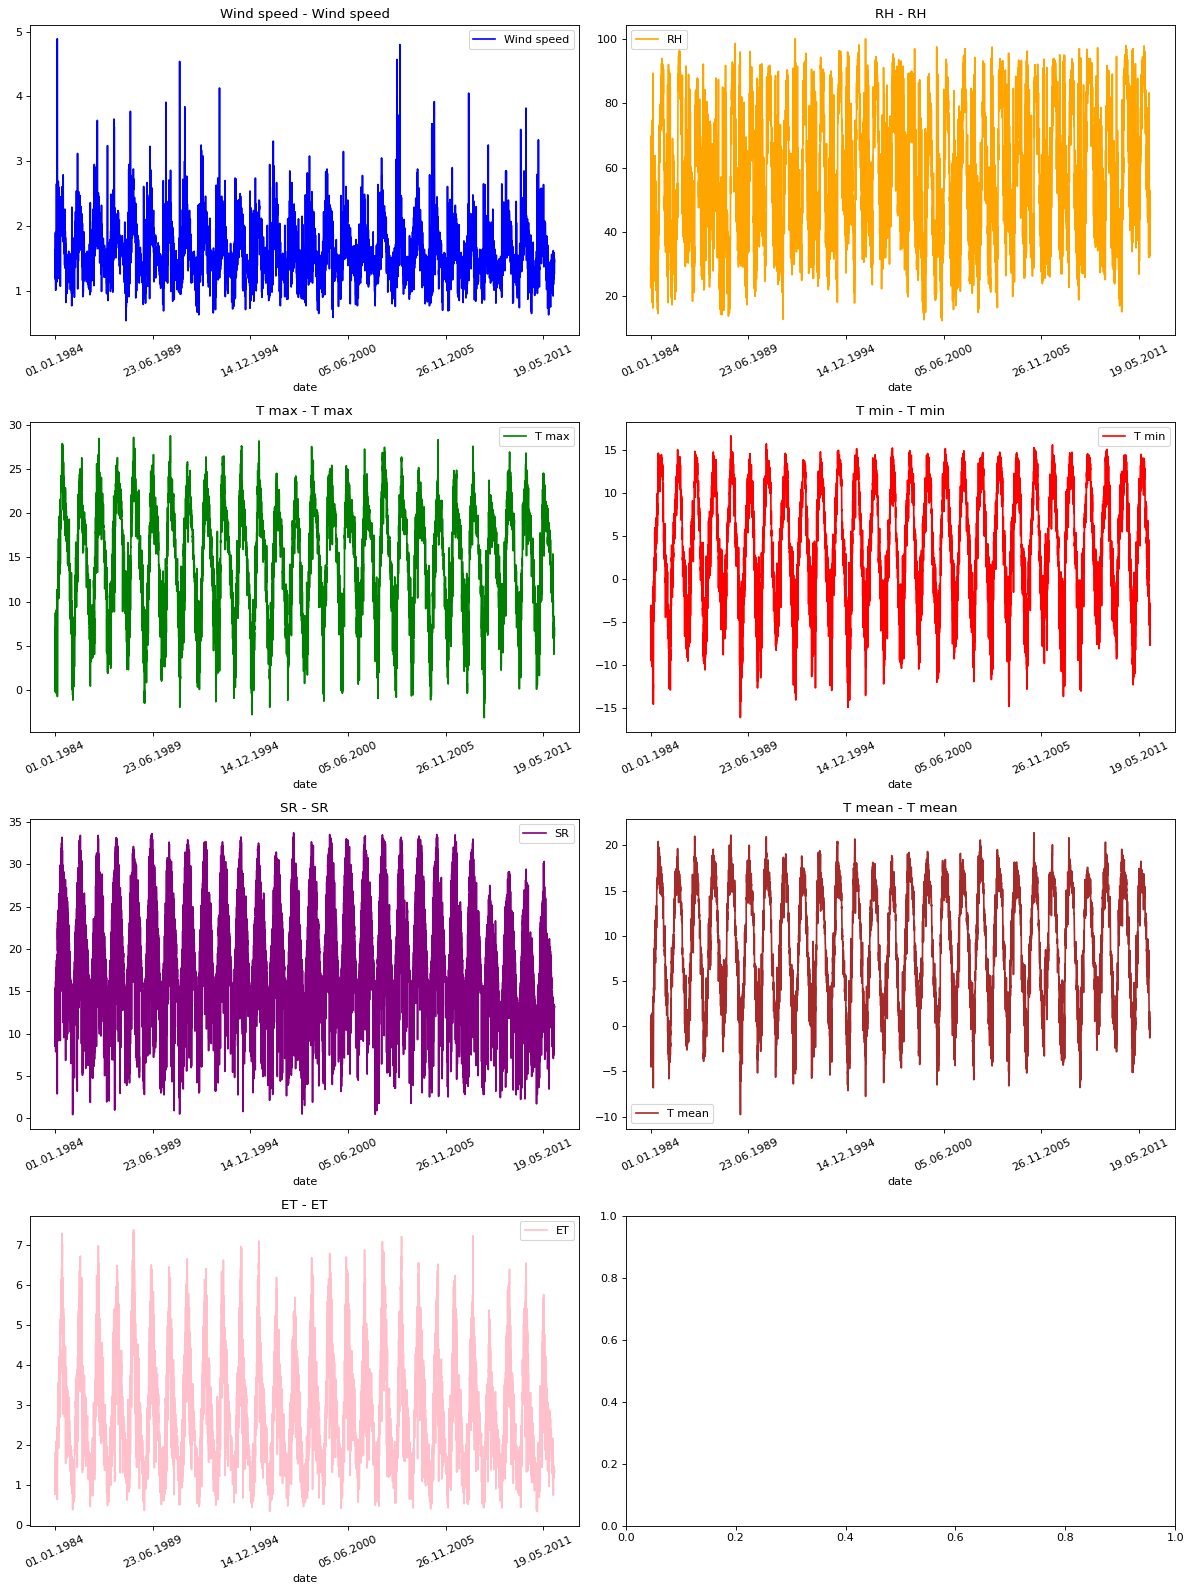 Wind speed - Wind speed
5
4
3
2
1
Wind speed
01.01.1984 23.06.1989 14.12.1994 05.06.2000 26.11.2005 19.05.2011
date
RH - RH
100
80
60
40
20
RH
01.01.1984 23.06.1989 14.12.1994 05.06.2000 26.11.2005 19.05.2011
date
T max - T max
30
25
20
15
10
5
0
T max
01.01.1984 23.06.1989 14.12.1994 05.06.2000 26.11.2005 19.05.2011
date
T min - T min
15
10
5
0
−5
−10
−15
T min
01.01.1984 23.06.1989 14.12.1994 05.06.2000 26.11.2005 19.05.2011
date
SR - SR
35
30
25
20
15
10
5
0
SR
01.01.1984 23.06.1989 14.12.1994 05.06.2000 26.11.2005 19.05.2011
date
T mean - T mean
20
15
10
5
0
−5
−10
T mean
01.01.1984 23.06.1989 14.12.1994 05.06.2000 26.11.2005 19.05.2011
date
ET - ET
7
6
5
4
3
2
1
0
ET
01.01.1984 23.06.1989 14.12.1994 05.06.2000 26.11.2005 19.05.2011
date
1.0
0.8
0.6
0.4
0.2
0.0
0.0 0.2 0.4 0.6 0.8 1.0